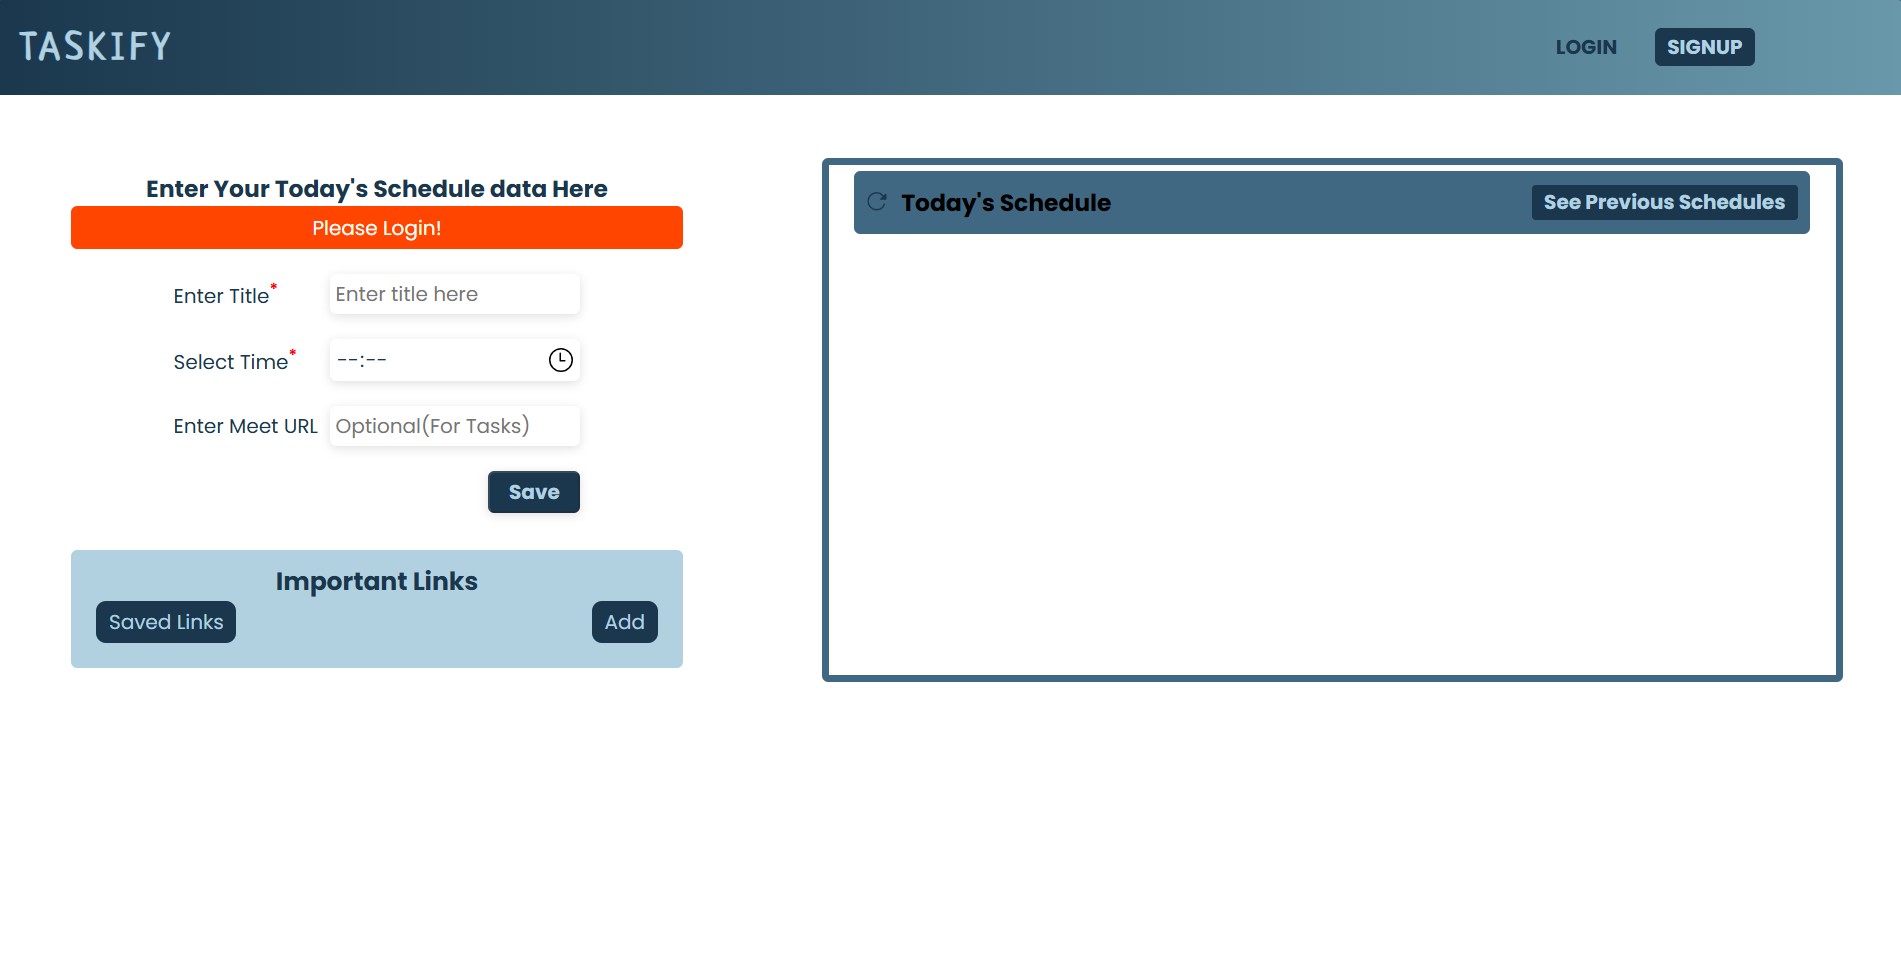 TASKIFY
LOGIN
SIGNUP
Enter Your Today's Schedule data Here
Please Login!
Enter Title*
Enter title here
Select Time*
--:--
Enter Meet URL
Optional(For Tasks)
Save
Important Links
Saved Links
Add
Today's Schedule
See Previous Schedules